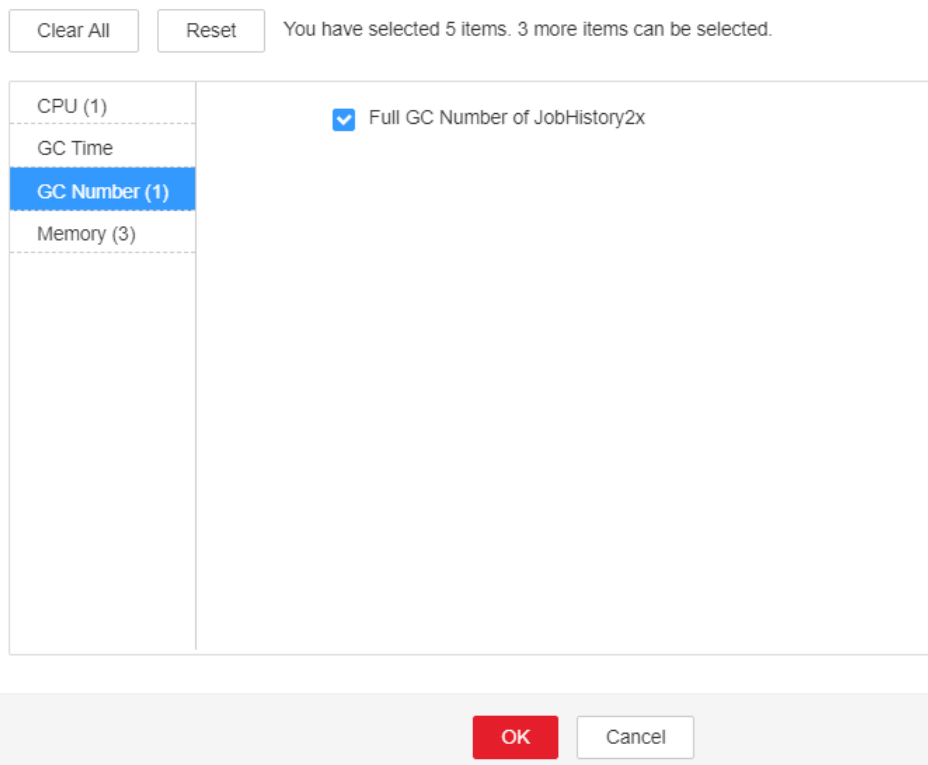 Clear All
Reset
You have selected 5 items. 3 more items can be selected.
CPU (1)
GC Time
GC Number (1)
Memory (3)
Full GC Number of JobHistory2x
OK
Cancel